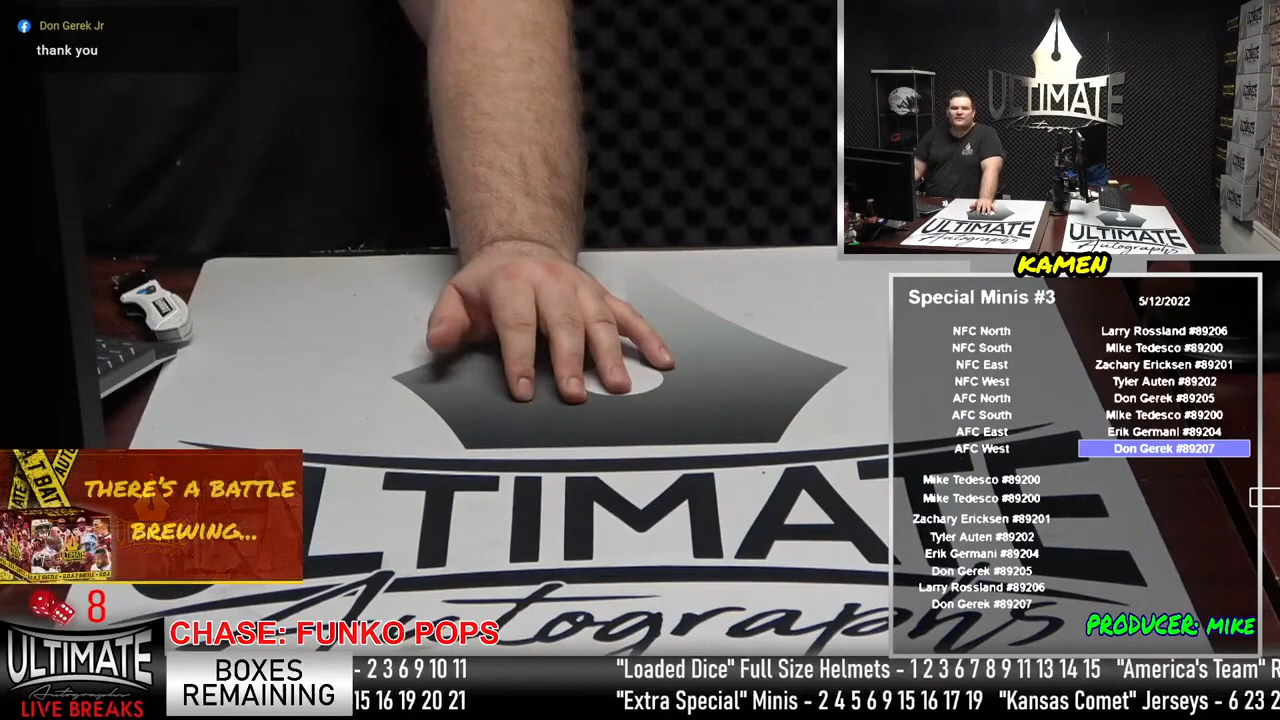 Don Gerek Jr
thank you
ULTIMATE
ULTIMATE
Autographs
ULTIMATE
Autographs
KAMEN
Special Minis #3
5/12/2022
NFC North Larry Rossland #89206
NFC South Mike Tedesco #89200
NFC East Zachary Ericksen #89201
NFC West Tyler Auten #89202
AFC North Don Gerek #89205
AFC South Mike Tedesco #89200
AFC East Erik Germani #89204
AFC West Don Gerek #89207
Mike Tedesco #89200
Mike Tedesco #89200
Zachary Ericksen #89201
Tyler Auten #89202
Erik Germani #89204
Don Gerek #89205
Larry Rossland #89206
Don Gerek #89207
PRODUCER: MIKE
THERE'S A BATTLE
BREWING...
ULTIMATE
Autographs
8
CHASE: FUNKO POPS
ULTIMATE
Autographs
LIVE BREAKS
BOXES
REMAINING
- 2 3 6 9 10 11 "Loaded Dice" Full Size Helmets - 1 2 3 6 7 8 9 11 13 14 15 "America's Team" R
15 16 19 20 21 "Extra Special" Minis - 2 4 5 6 9 15 16 17 19 "Kansas Comet" Jerseys - 6 23 2